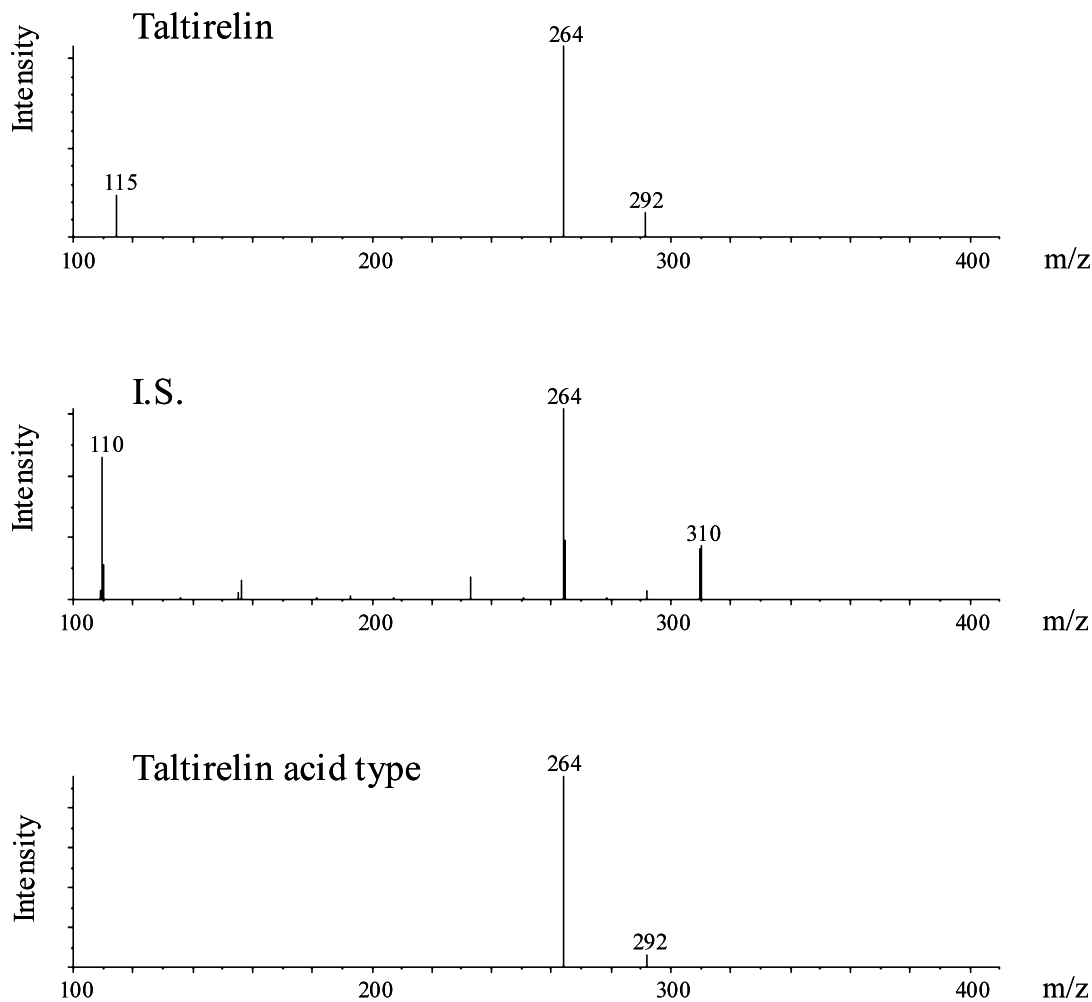 Taltirelin
Intensity
264
115
292
100 200 300 400 m/z
I.S.
Intensity
264
110
310
100 200 300 400 m/z
Taltirelin acid type
Intensity
264
292
100 200 300 400 m/z